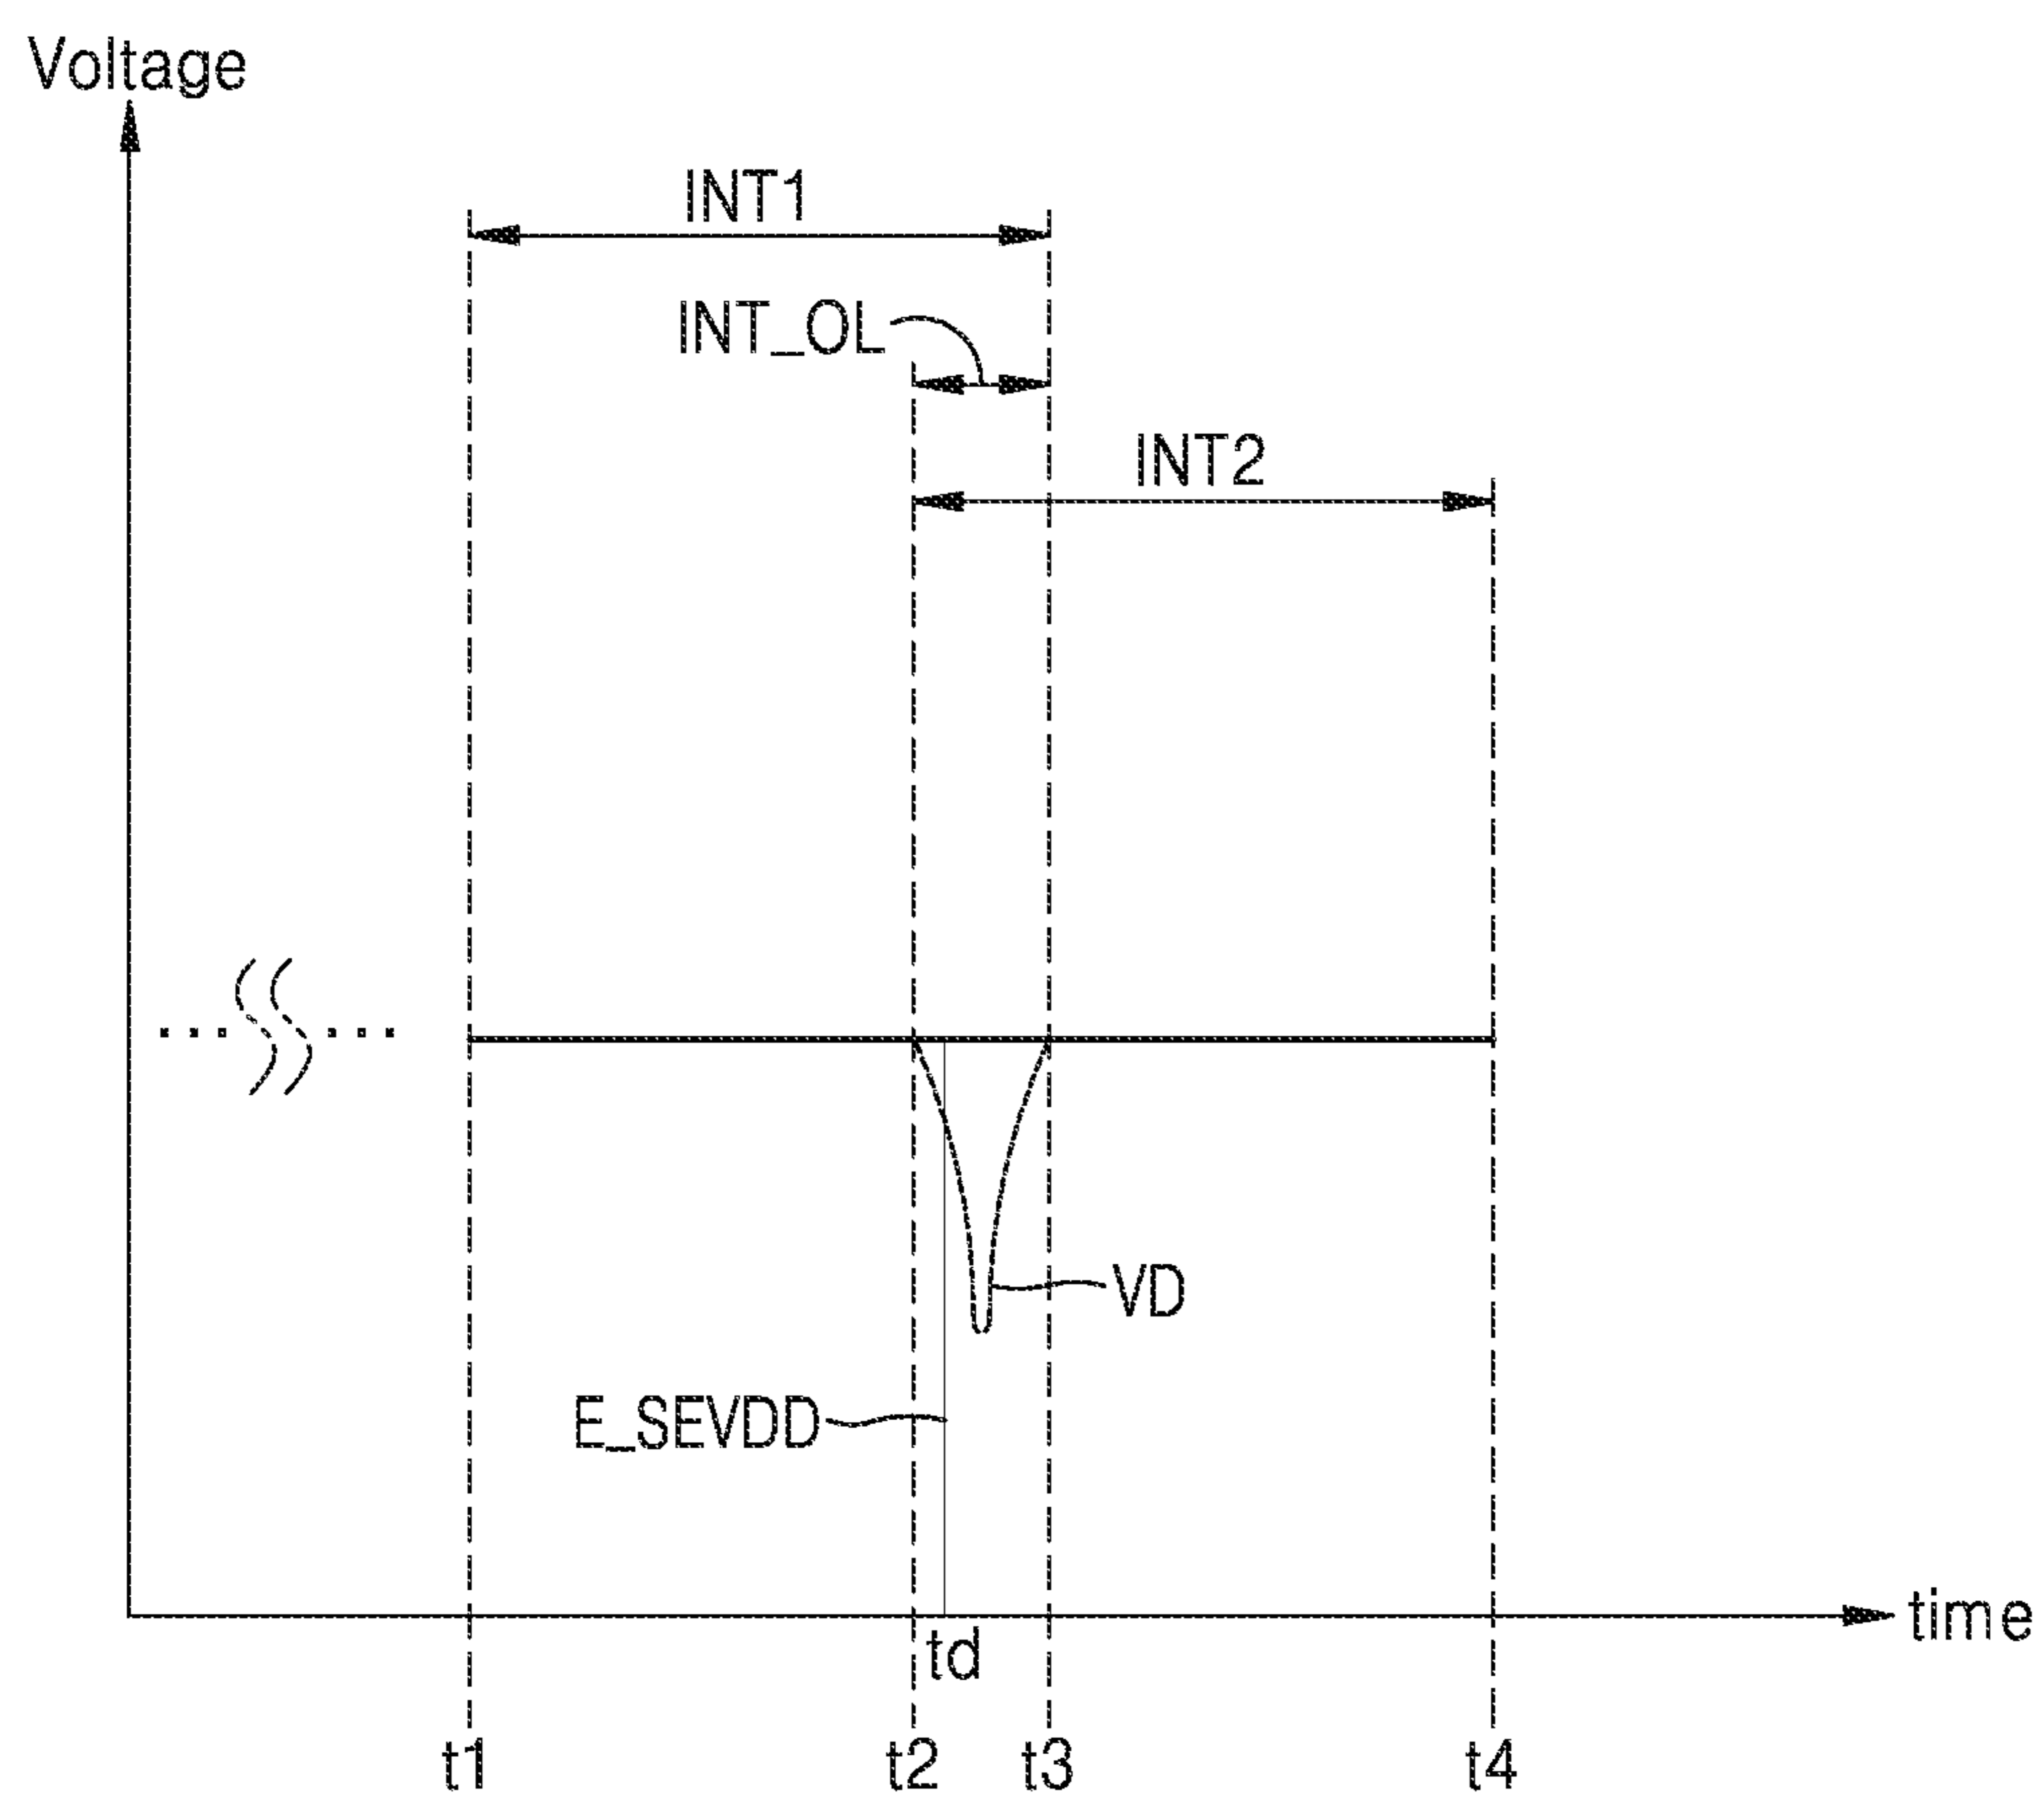 Voltage
INT1
INT_OL
INT2
VD
E_SEVDD
time
td
t1
t2
t3
t4